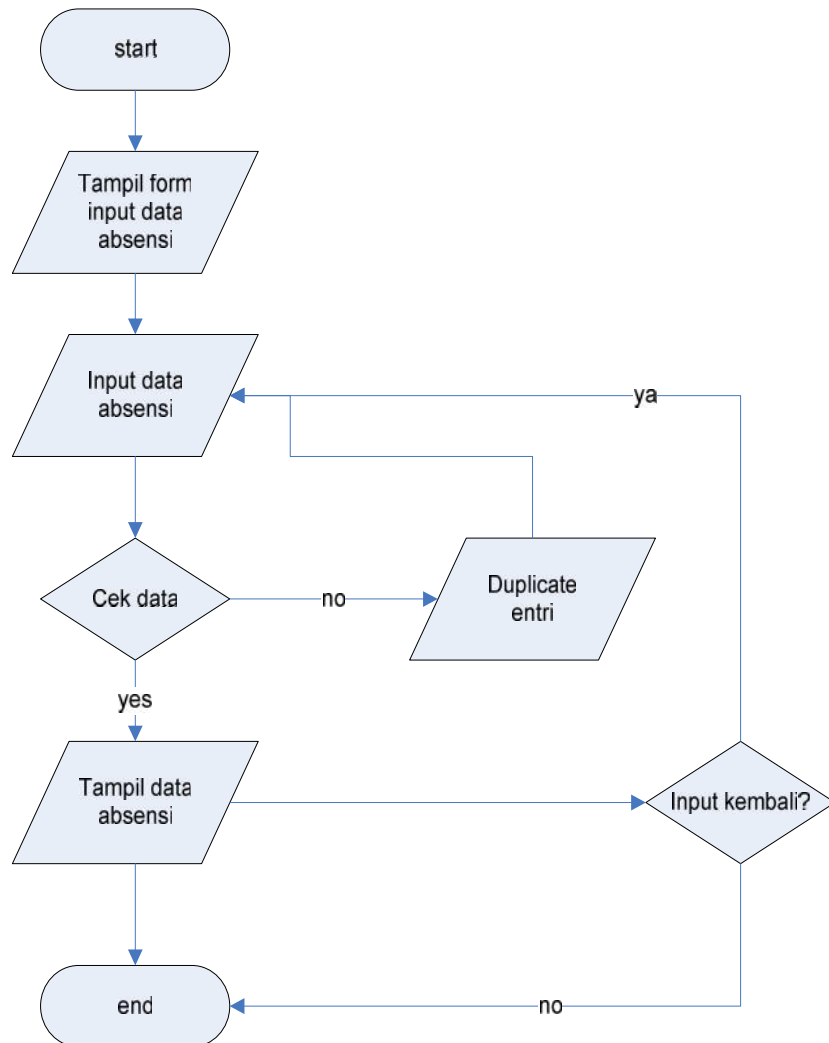 start
Tampil form
input data
absensi
Input data
absensi
ya
Cek data
no
Duplicate
entri
yes
Tampil data
absensi
Input kembali?
end
no